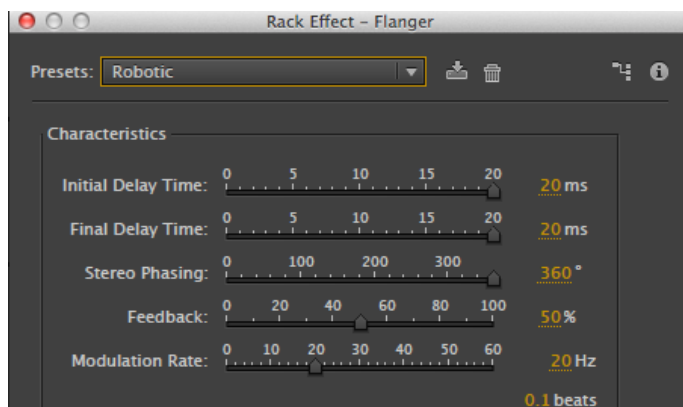 Rack Effect – Flanger
Presets: Robotic
Characteristics
0 5 10 15 20
Initial Delay Time: 20 ms
0 5 10 15 20
Final Delay Time: 20 ms
0 100 200 300
Stereo Phasing: 360 °
0 20 40 60 80 100
Feedback: 50 %
0 10 20 30 40 50 60
Modulation Rate: 20 Hz
0.1 beats